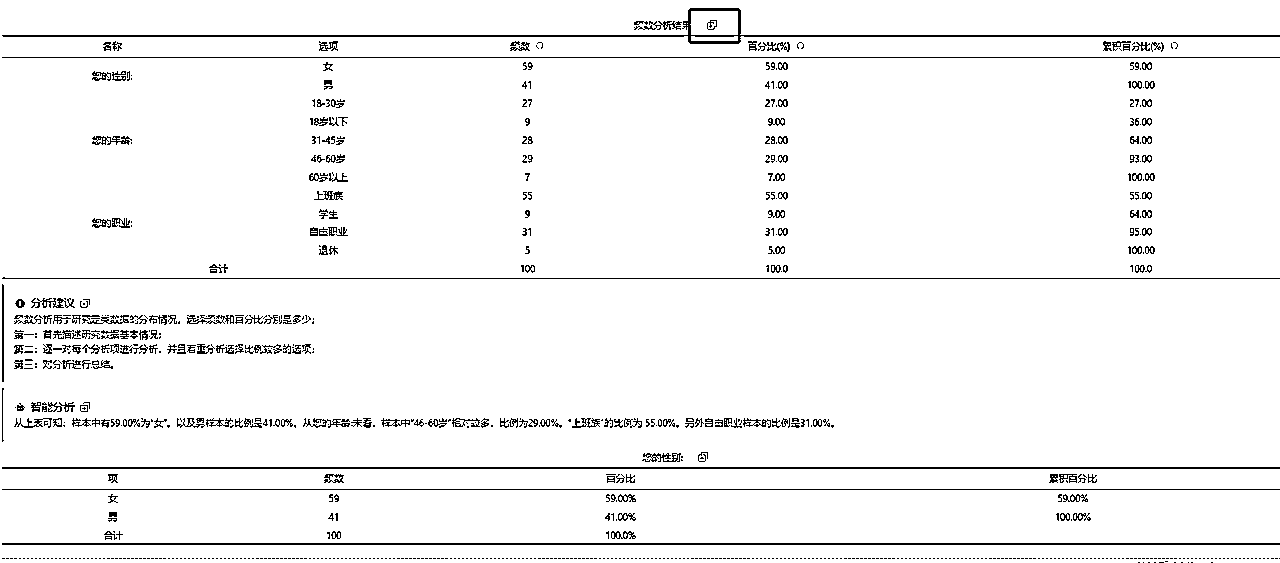 频数分析结果
名称 选项 频数 百分比(%) 累积百分比(%)
您的性别: 女 59 59.00 59.00
男 41 41.00 100.00
您的年龄: 18-30岁 27 27.00 27.00
18岁以下 9 9.00 36.00
31-45岁 28 28.00 64.00
46-60岁 29 29.00 93.00
60岁以上 7 7.00 100.00
您的职业: 上班族 55 55.00 55.00
学生 9 9.00 64.00
自由职业 31 31.00 95.00
退休 5 5.00 100.00
合计 100 100.0 100.0
分析建议
频数分析用于研究定类数据的分布情况，选择频数和百分比分别是多少;
第一：首先描述研究数据基本情况;
第二：逐一对每个分析项进行分析，并且着重分析选择比例较多的选项;
第三：对分析进行总结。
智能分析
从上表可知：样本中有59.00%为“女”。以及男样本的比例是41.00%。从您的年龄:来看，样本中“46-60岁”相对较多，比例为29.00%。“上班族”的比例为 55.00%。另外自由职业样本的比例是31.00%。
您的性别:
项 频数 百分比 累积百分比
女 59 59.00% 59.00%
男 41 41.00% 100.00%
合计 100 100.0%